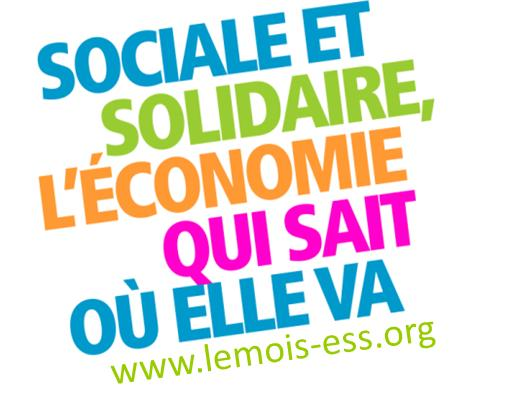 SOCIALE ET
SOLIDAIRE,
L'ÉCONOMIE
QUI SAIT
OÙ ELLE VA
www.lemois-ess.org